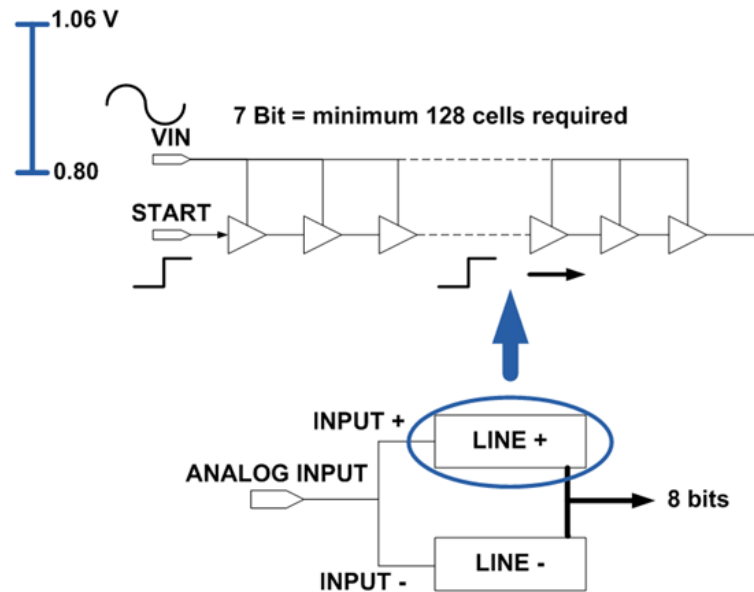 1.06 V
7 Bit = minimum 128 cells required
VIN
0.80
START
INPUT +
LINE +
ANALOG INPUT
8 bits
LINE -
INPUT -